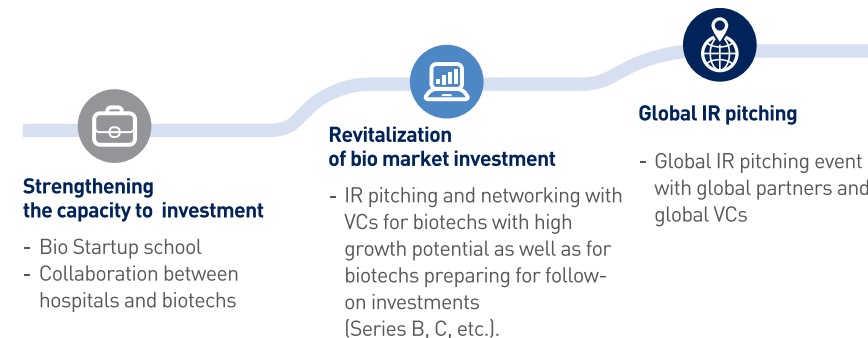 Strengthening
the capacity to investment
- Bio Startup school
- Collaboration between
hospitals and biotechs
Revitalization
of bio market investment
- IR pitching and networking with
VCs for biotechs with high
growth potential as well as for
biotechs preparing for follow-
on investments
(Series B, C, etc.).
Global IR pitching
- Global IR pitching event
with global partners and
global VCs